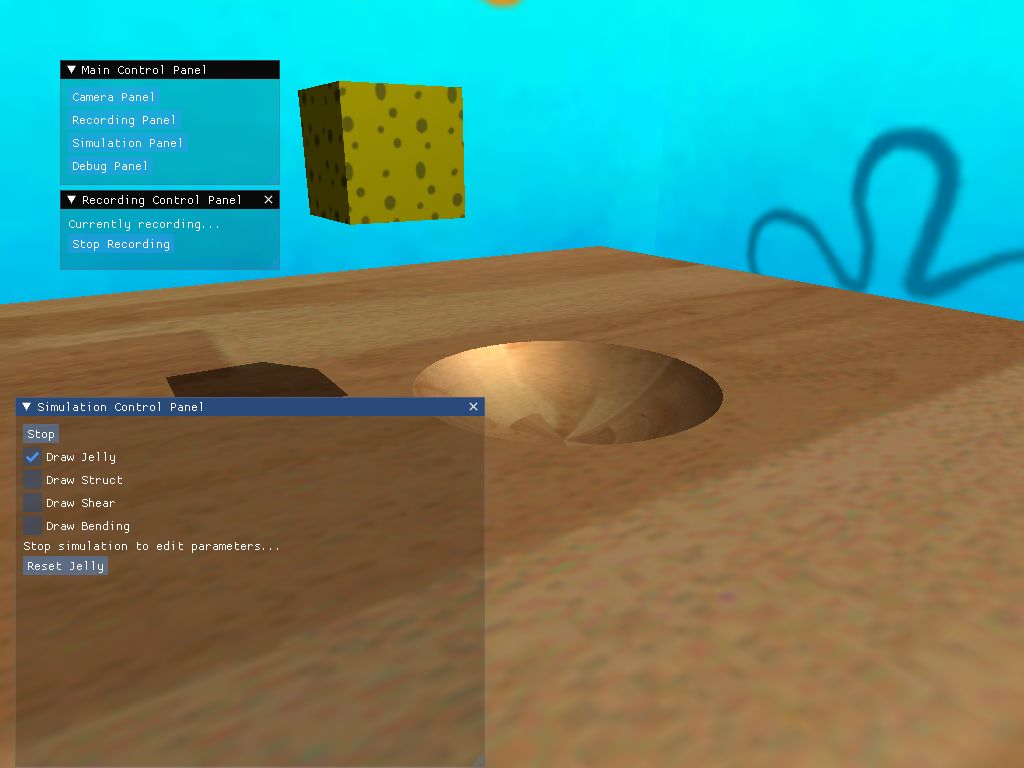 Main Control Panel
Camera Panel
Recording Panel
Simulation Panel
Debug Panel
Recording Control Panel
Currently recording...
Stop Recording
Simulation Control Panel
Stop
Draw Jelly
Draw Struct
Draw Shear
Draw Bending
Stop simulation to edit parameters...
Reset Jelly